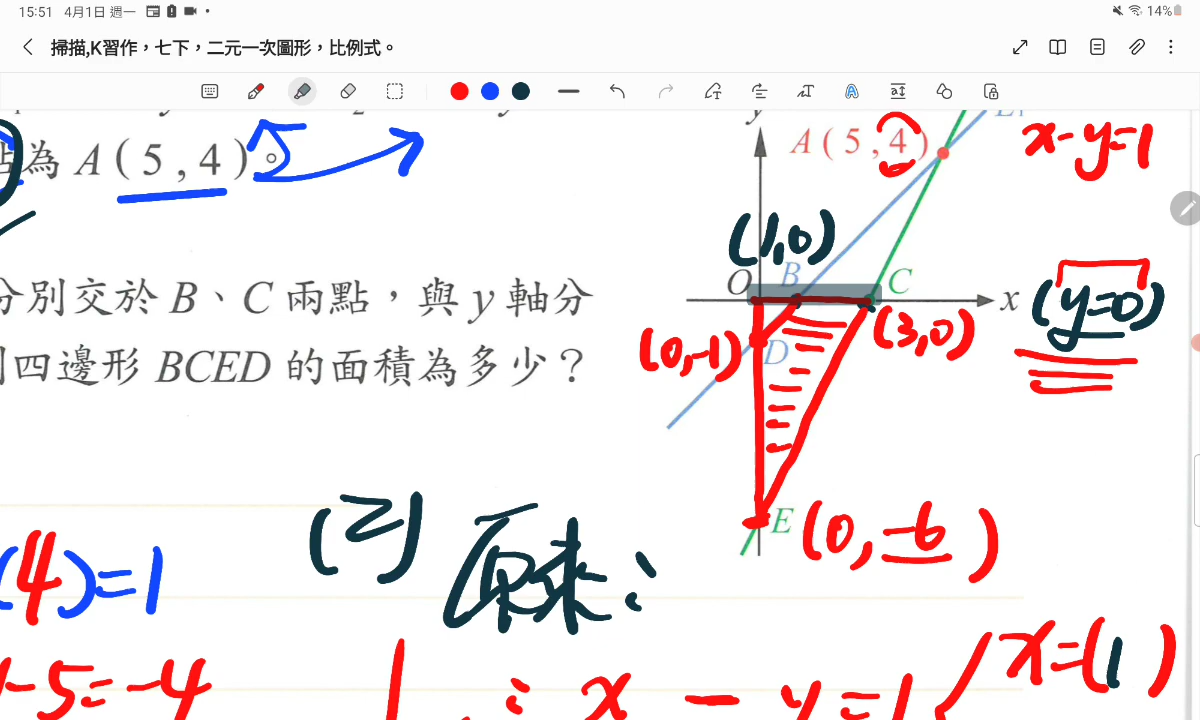 15:51 4月1日 週一 14%
掃描,K習作，七下，二元一次圖形，比例式。
為 A ( 5 , 4 )。
分別交於 B、C 兩點，與 y 軸分
四邊形 BCED 的面積為多少？
y
A ( 5 , 4 )
x-y=1
(1,0)
O B C x
(y=0)
(0,-1) D (3,0)
E (0,-6)
(2) 原來:
(4)=1
-5=-4
x - y=1
x=(1)